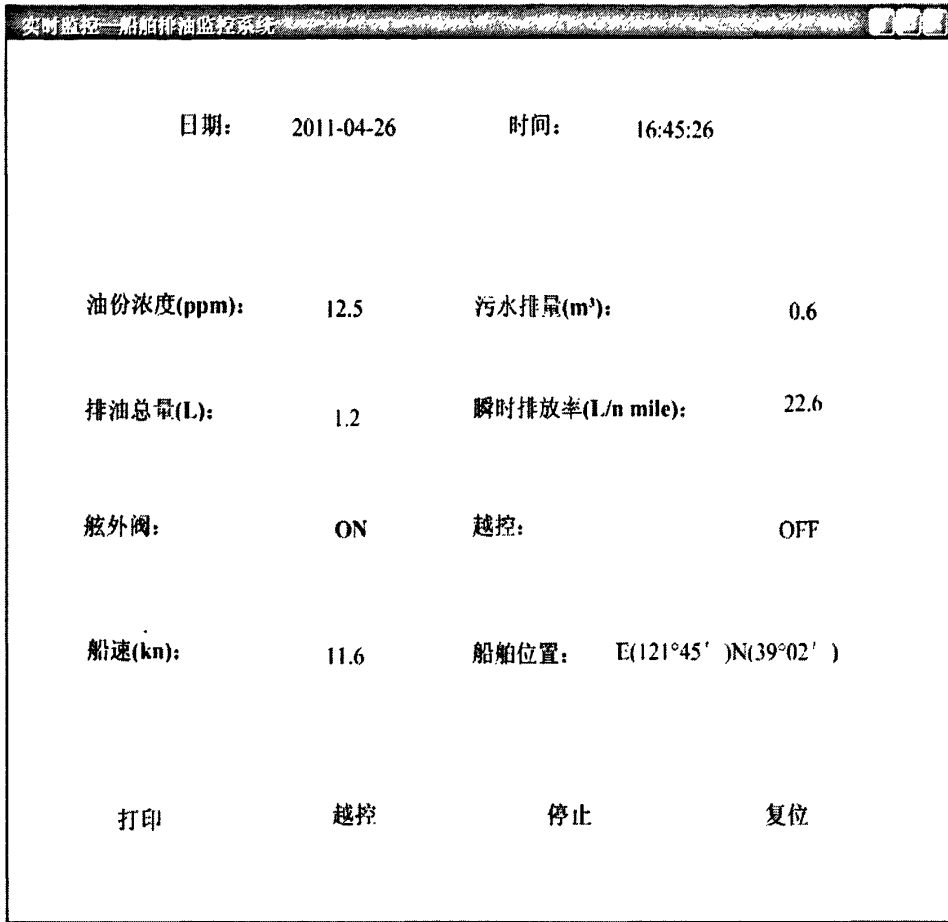 实时监控—船舶排油监控系统
日期： 2011-04-26 时间： 16:45:26
油份浓度(ppm)： 12.5 污水排量(m³)： 0.6
排油总量(L)： 1.2 瞬时排放率(L/n mile)： 22.6
舷外阀： ON 越控： OFF
船速(kn)： 11.6 船舶位置： E(121°45′ )N(39°02′ )
打印 越控 停止 复位